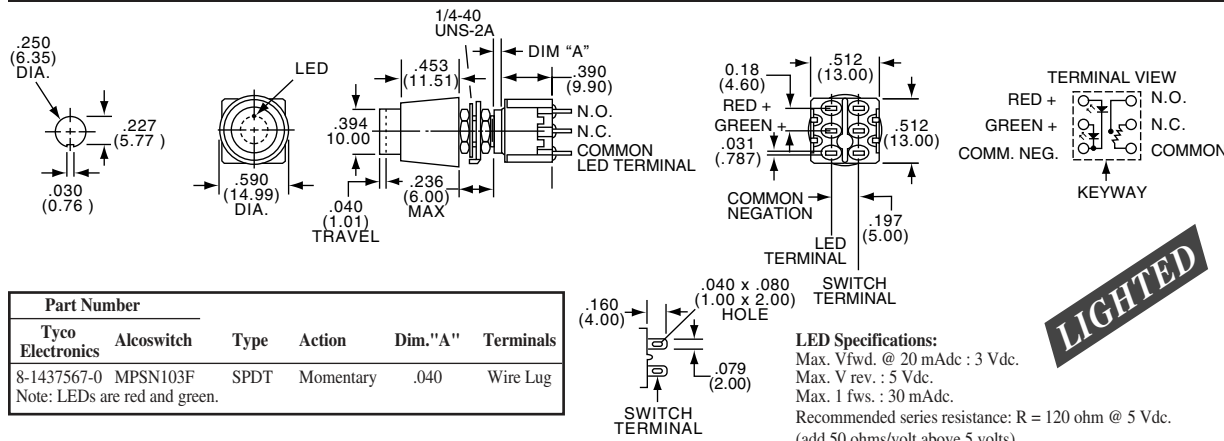 .250
(6.35)
DIA.
.227
(5.77 )
.030
(0.76 )
LED
.590
(14.99)
DIA.
1/4-40
UNS-2A
DIM “A”
.453
(11.51)
.390
(9.90)
.394
10.00
N.O.
N.C.
COMMON
LED TERMINAL
.236
(6.00)
MAX
.040
(1.01)
TRAVEL
0.18
(4.60)
RED +
GREEN +
.031
(.787)
.512
(13.00)
.512
(13.00)
COMMON
NEGATION
.197
(5.00)
LED
TERMINAL
SWITCH
TERMINAL
TERMINAL VIEW
RED +
N.O.
GREEN +
N.C.
COMM. NEG.
COMMON
KEYWAY
LIGHTED
Part Number
Tyco Electronics Alcoswitch Type Action Dim."A" Terminals
8-1437567-0 MPSN103F SPDT Momentary .040 Wire Lug
Note: LEDs are red and green.
.160
(4.00)
.040 x .080
(1.00 x 2.00)
HOLE
.079
(2.00)
SWITCH
TERMINAL
LED Specifications:
Max. Vfwd. @ 20 mAdc : 3 Vdc.
Max. V rev. : 5 Vdc.
Max. 1 fws. : 30 mAdc.
Recommended series resistance: R = 120 ohm @ 5 Vdc.
(add 50 ohms/volt above 5 volts)